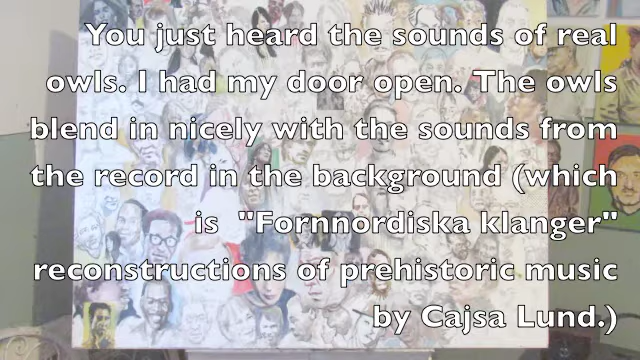 You just heard the sounds of real
owls. I had my door open. The owls
blend in nicely with the sounds from
the record in the background (which
is "Fornnordiska klanger"
reconstructions of prehistoric music
by Cajsa Lund.)